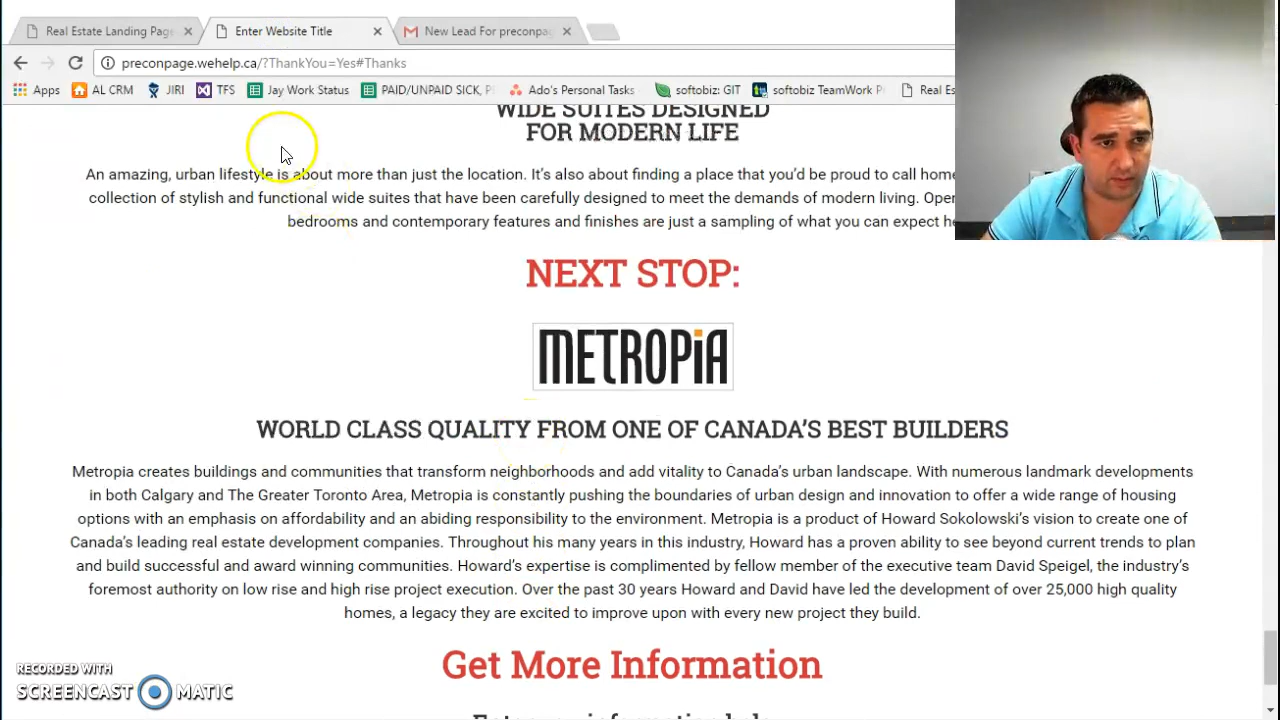 Real Estate Landing Page
Enter Website Title
New Lead For preconpa
preconpage.wehelp.ca/?ThankYou=Yes#Thanks
Apps AL CRM JIRI TFS Jay Work Status PAID/UNPAID SICK, Ado's Personal Tasks softobiz: GIT softobiz TeamWork Real Es
WIDE SUITES DESIGNED
FOR MODERN LIFE
An amazing, urban lifestyle is about more than just the location. It's also about finding a place that you'd be proud to call home
collection of stylish and functional wide suites that have been carefully designed to meet the demands of modern living. Open
bedrooms and contemporary features and finishes are just a sampling of what you can expect he
NEXT STOP:
METROPiA
WORLD CLASS QUALITY FROM ONE OF CANADA'S BEST BUILDERS
Metropia creates buildings and communities that transform neighborhoods and add vitality to Canada's urban landscape. With numerous landmark developments
in both Calgary and The Greater Toronto Area, Metropia is constantly pushing the boundaries of urban design and innovation to offer a wide range of housing
options with an emphasis on affordability and an abiding responsibility to the environment. Metropia is a product of Howard Sokolowski's vision to create one of
Canada's leading real estate development companies. Throughout his many years in this industry, Howard has a proven ability to see beyond current trends to plan
and build successful and award winning communities. Howard's expertise is complimented by fellow member of the executive team David Speigel, the industry's
foremost authority on low rise and high rise project execution. Over the past 30 years Howard and David have led the development of over 25,000 high quality
homes, a legacy they are excited to improve upon with every new project they build.
Get More Information
RECORDED WITH
SCREENCAST MATIC